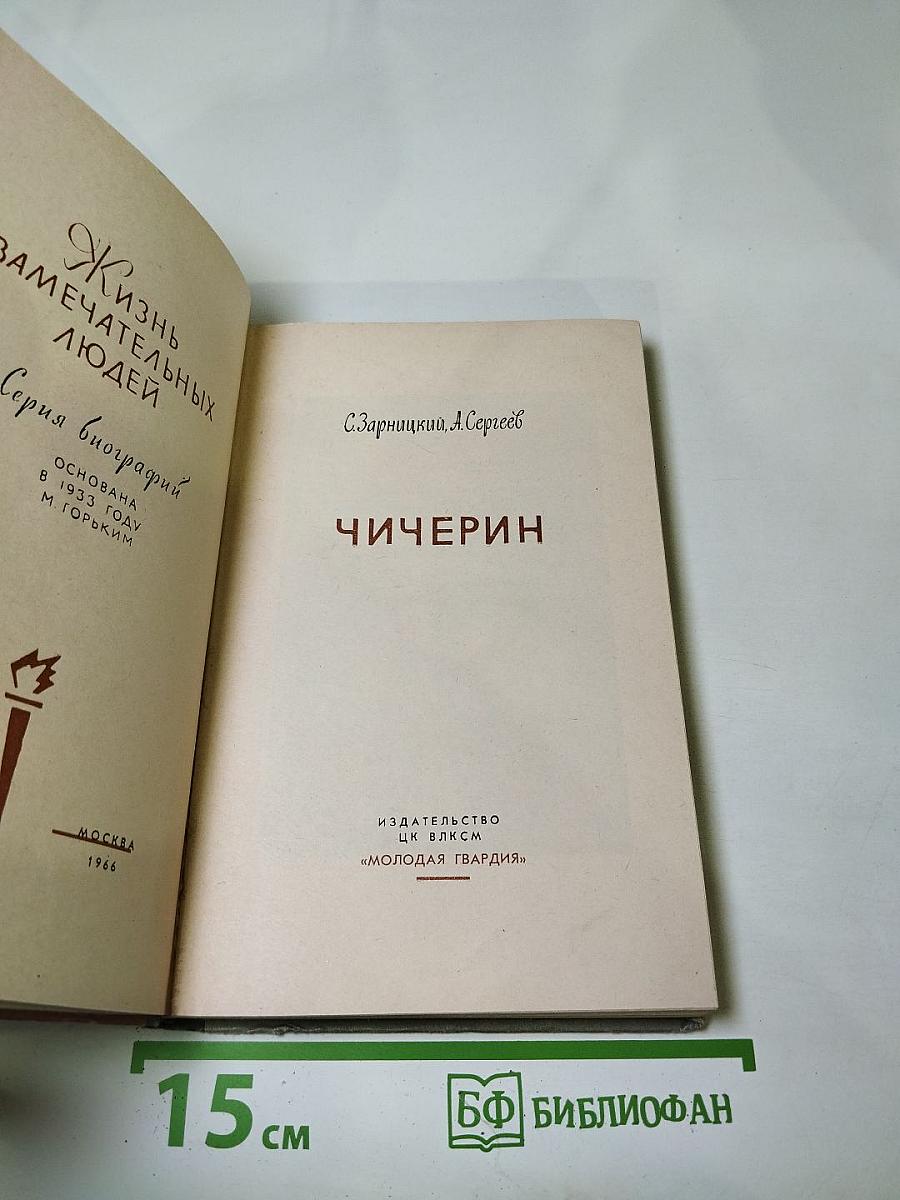 Жизнь
ЗАМЕЧАТЕЛЬНЫХ
ЛЮДЕЙ
Серия биографий
ОСНОВАНА
В 1933 ГОДУ
М. ГОРЬКИМ
МОСКВА
1966
С. Зарницкий, А. Сергеев
ЧИЧЕРИН
ИЗДАТЕЛЬСТВО
ЦК ВЛКСМ
«МОЛОДАЯ ГВАРДИЯ»
15 см
БФ БИБЛИОФАН